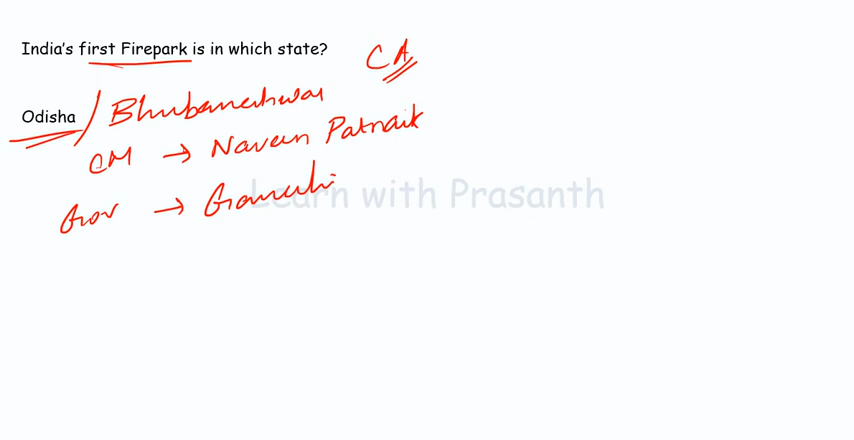 India's first Firepark is in which state?
CA
Odisha / Bhubaneshwar
CM → Naveen Patnaik
Gov → Ganeshi
Learn with Prasanth